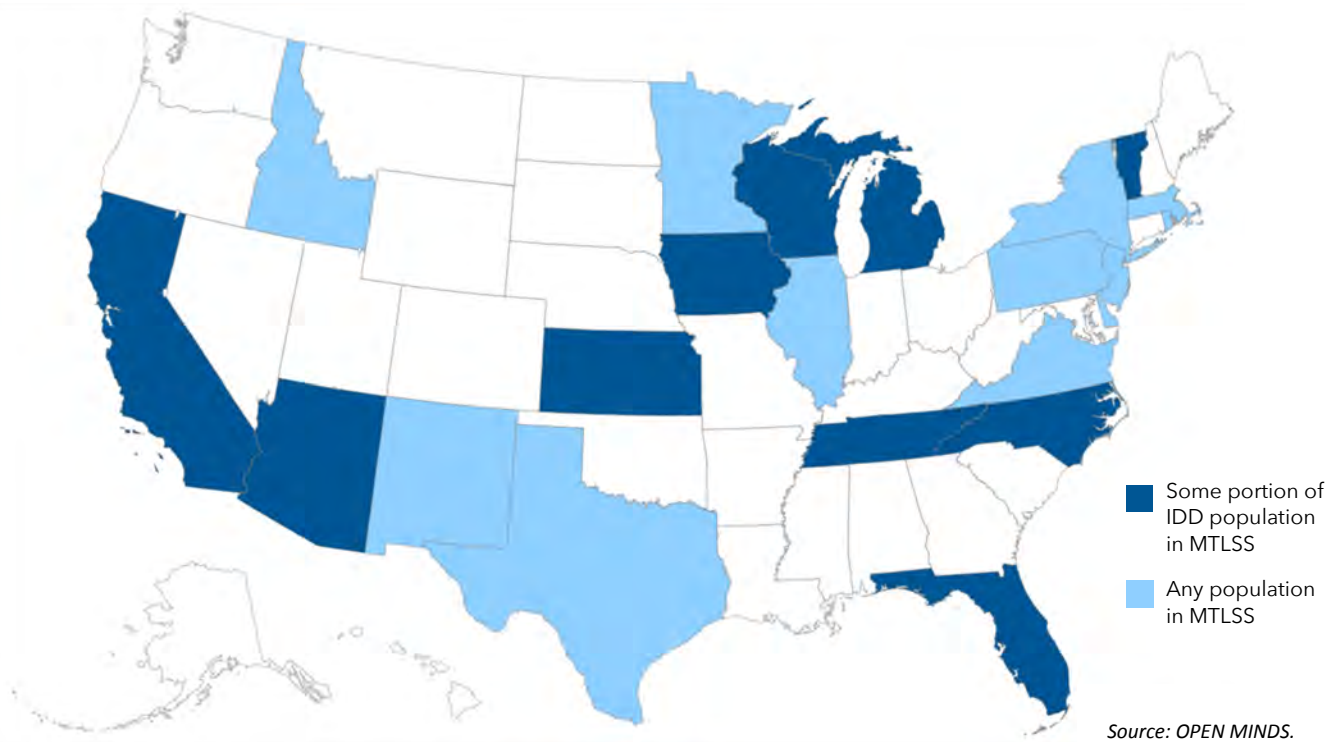 Some portion of
IDD population
in MTLSS
Any population
in MTLSS
Source: OPEN MINDS.